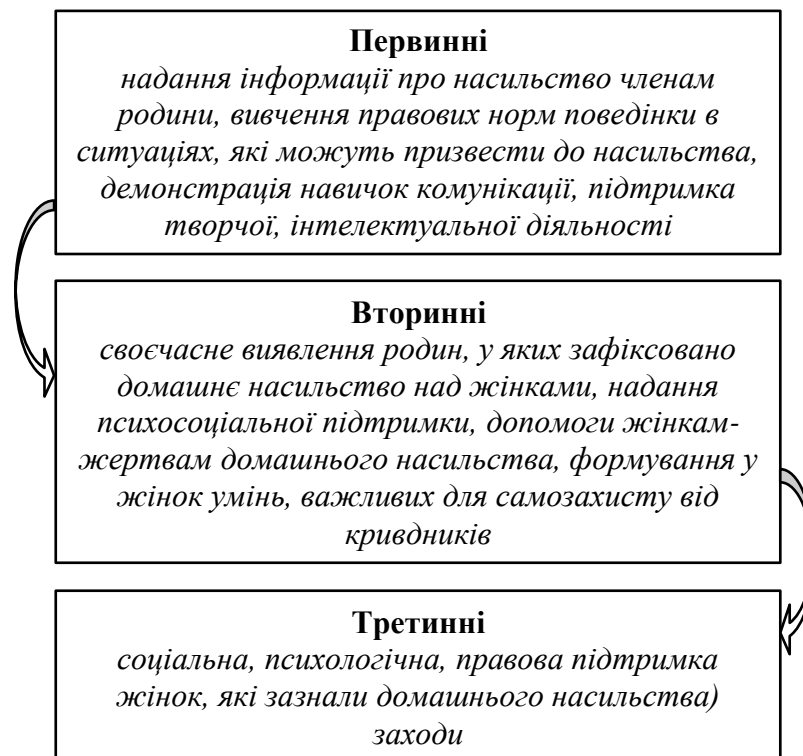 Первинні
надання інформації про насильство членам
родини, вивчення правових норм поведінки в
ситуаціях, які можуть призвести до насильства,
демонстрація навичок комунікації, підтримка
творчої, інтелектуальної діяльності
Вторинні
своєчасне виявлення родин, у яких зафіксовано
домашнє насильство над жінками, надання
психосоціальної підтримки, допомоги жінкам-
жертвам домашнього насильства, формування у
жінок умінь, важливих для самозахисту від
кривдників
Третинні
соціальна, психологічна, правова підтримка
жінок, які зазнали домашнього насильства)
заходи